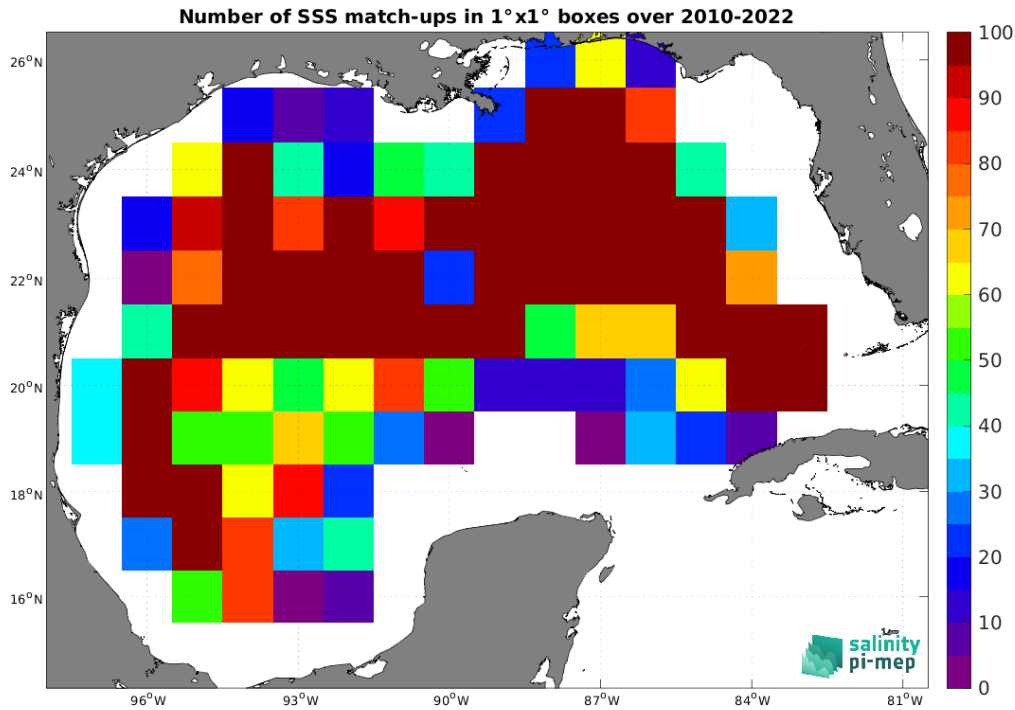 Number of SSS match-ups in 1°x1° boxes over 2010-2022
26°N
24°N
22°N
20°N
18°N
16°N
96°W
93°W
90°W
87°W
84°W
81°W
100
90
80
70
60
50
40
30
20
10
0
salinity
pi-mep